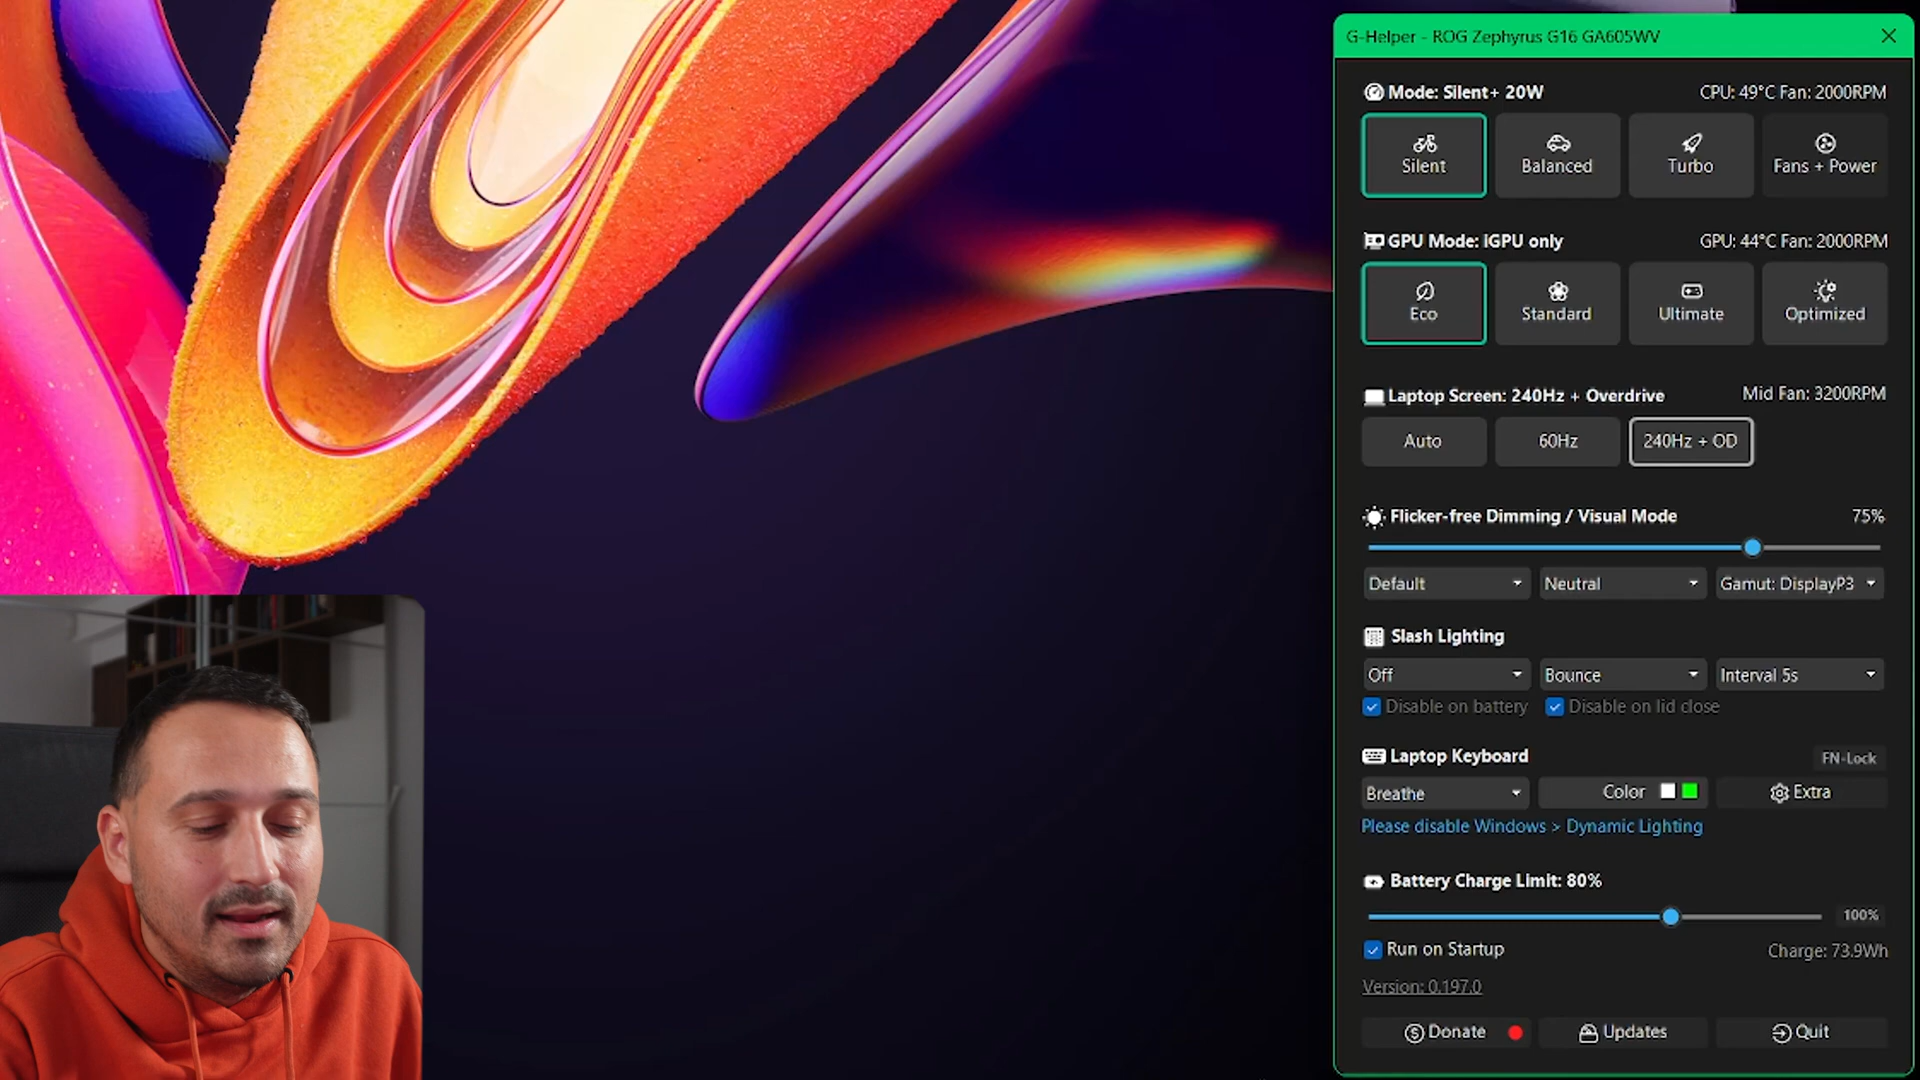 G-Helper - ROG Zephyrus G16 GA605WV
Mode: Silent+ 20W
CPU: 49°C Fan: 2000RPM
Silent
Balanced
Turbo
Fans + Power
GPU Mode: iGPU only
GPU: 44°C Fan: 2000RPM
Eco
Standard
Ultimate
Optimized
Laptop Screen: 240Hz + Overdrive
Mid Fan: 3200RPM
Auto
60Hz
240Hz + OD
Flicker-free Dimming / Visual Mode
75%
Default
Neutral
Gamut: DisplayP3
Slash Lighting
Off
Bounce
Interval 5s
Disable on battery
Disable on lid close
Laptop Keyboard
FN-Lock
Breathe
Color
Extra
Please disable Windows > Dynamic Lighting
Battery Charge Limit: 80%
100%
Run on Startup
Charge: 73.9Wh
Version: 0.197.0
Donate
Updates
Quit